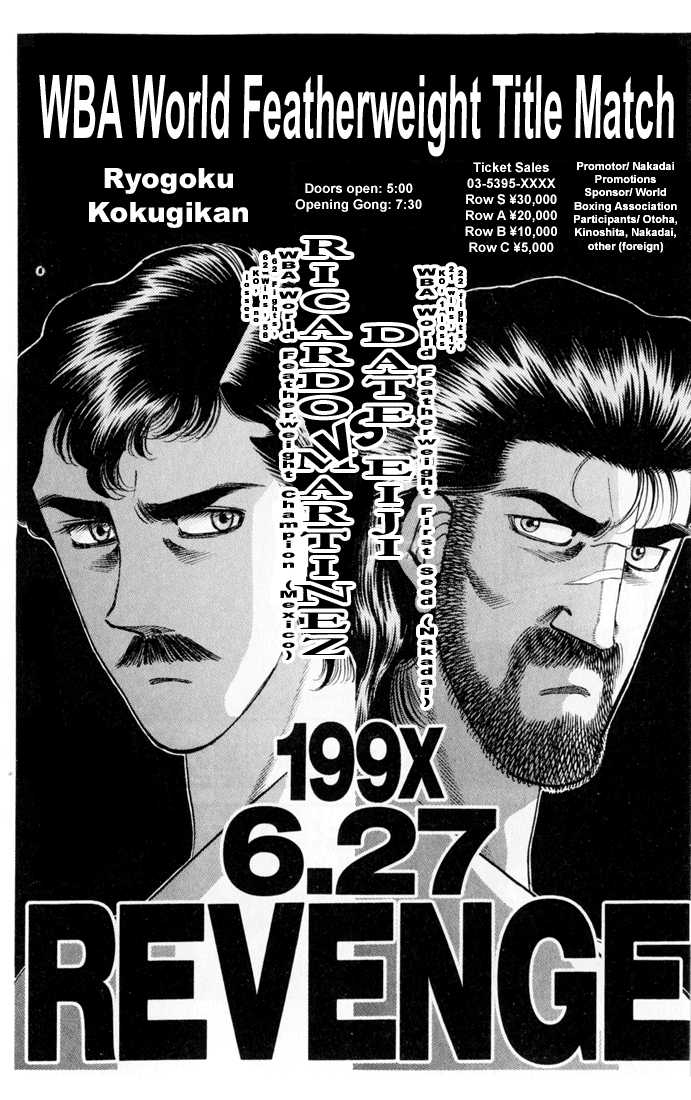 WBA World Featherweight Title Match
Ryogoku
Kokugikan
Doors open: 5:00
Opening Gong: 7:30
Ticket Sales
03-5395-XXXX
Row S ¥30,000
Row A ¥20,000
Row B ¥10,000
Row C ¥5,000
Promotor/ Nakadai
Promotions
Sponsor/ World
Boxing Association
Participants/ Otoha,
Kinoshita, Nakadai,
other (foreign)
WBA World Featherweight Champion (Mexico)
RICARDO MARTINEZ
VS
DATE EIJI
WBA World Featherweight First Seed (Nakadai)
199X
6.27
REVENGE